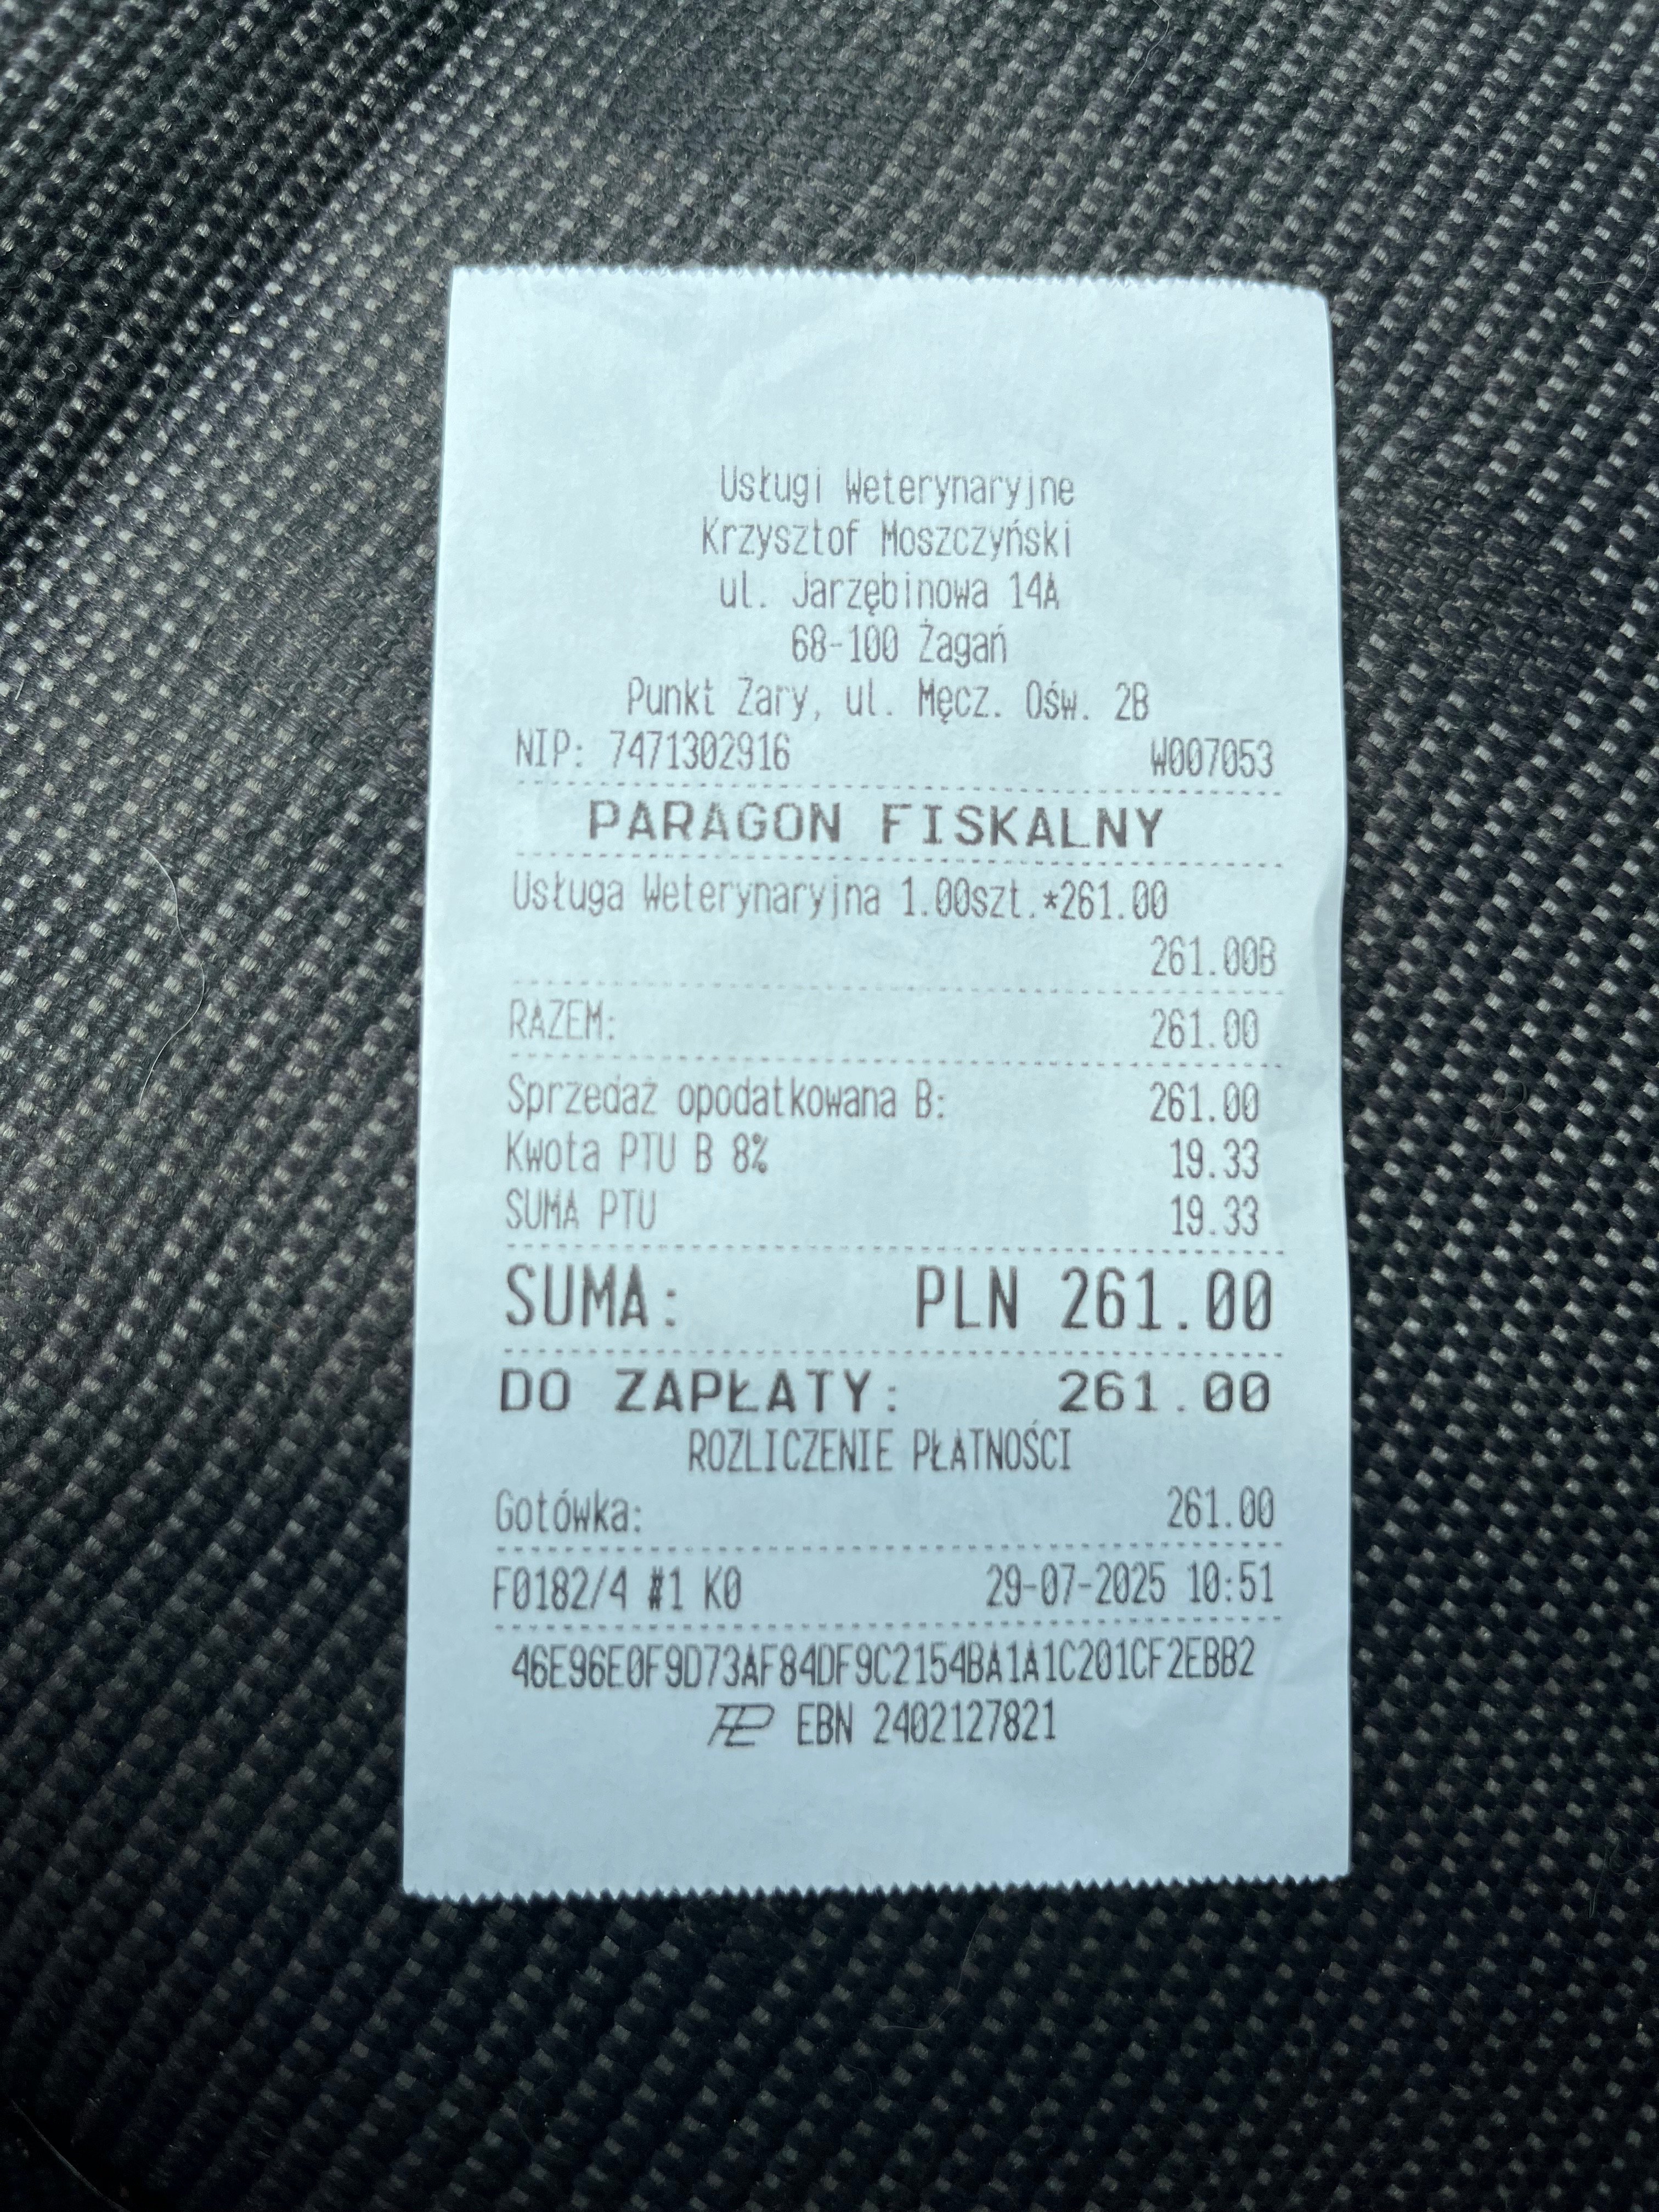 Usługi Weterynaryjne
Krzysztof Moszczyński
ul. Jarzębinowa 14A
68-100 Żagań
Punkt Żary, ul. Męcz. Ośw. 2B
NIP: 7471302916 W007053
PARAGON FISKALNY
Usługa Weterynaryjna 1.00szt.*261.00
261.00B
RAZEM: 261.00
Sprzedaż opodatkowana B: 261.00
Kwota PTU B 8% 19.33
SUMA PTU 19.33
SUMA: PLN 261.00
DO ZAPŁATY: 261.00
ROZLICZENIE PŁATNOŚCI
Gotówka: 261.00
F0182/4 #1 K0 29-07-2025 10:51
46E96E0F9D73AF84DF9C2154BA1A1C201CF2EBB2
EBN 2402127821